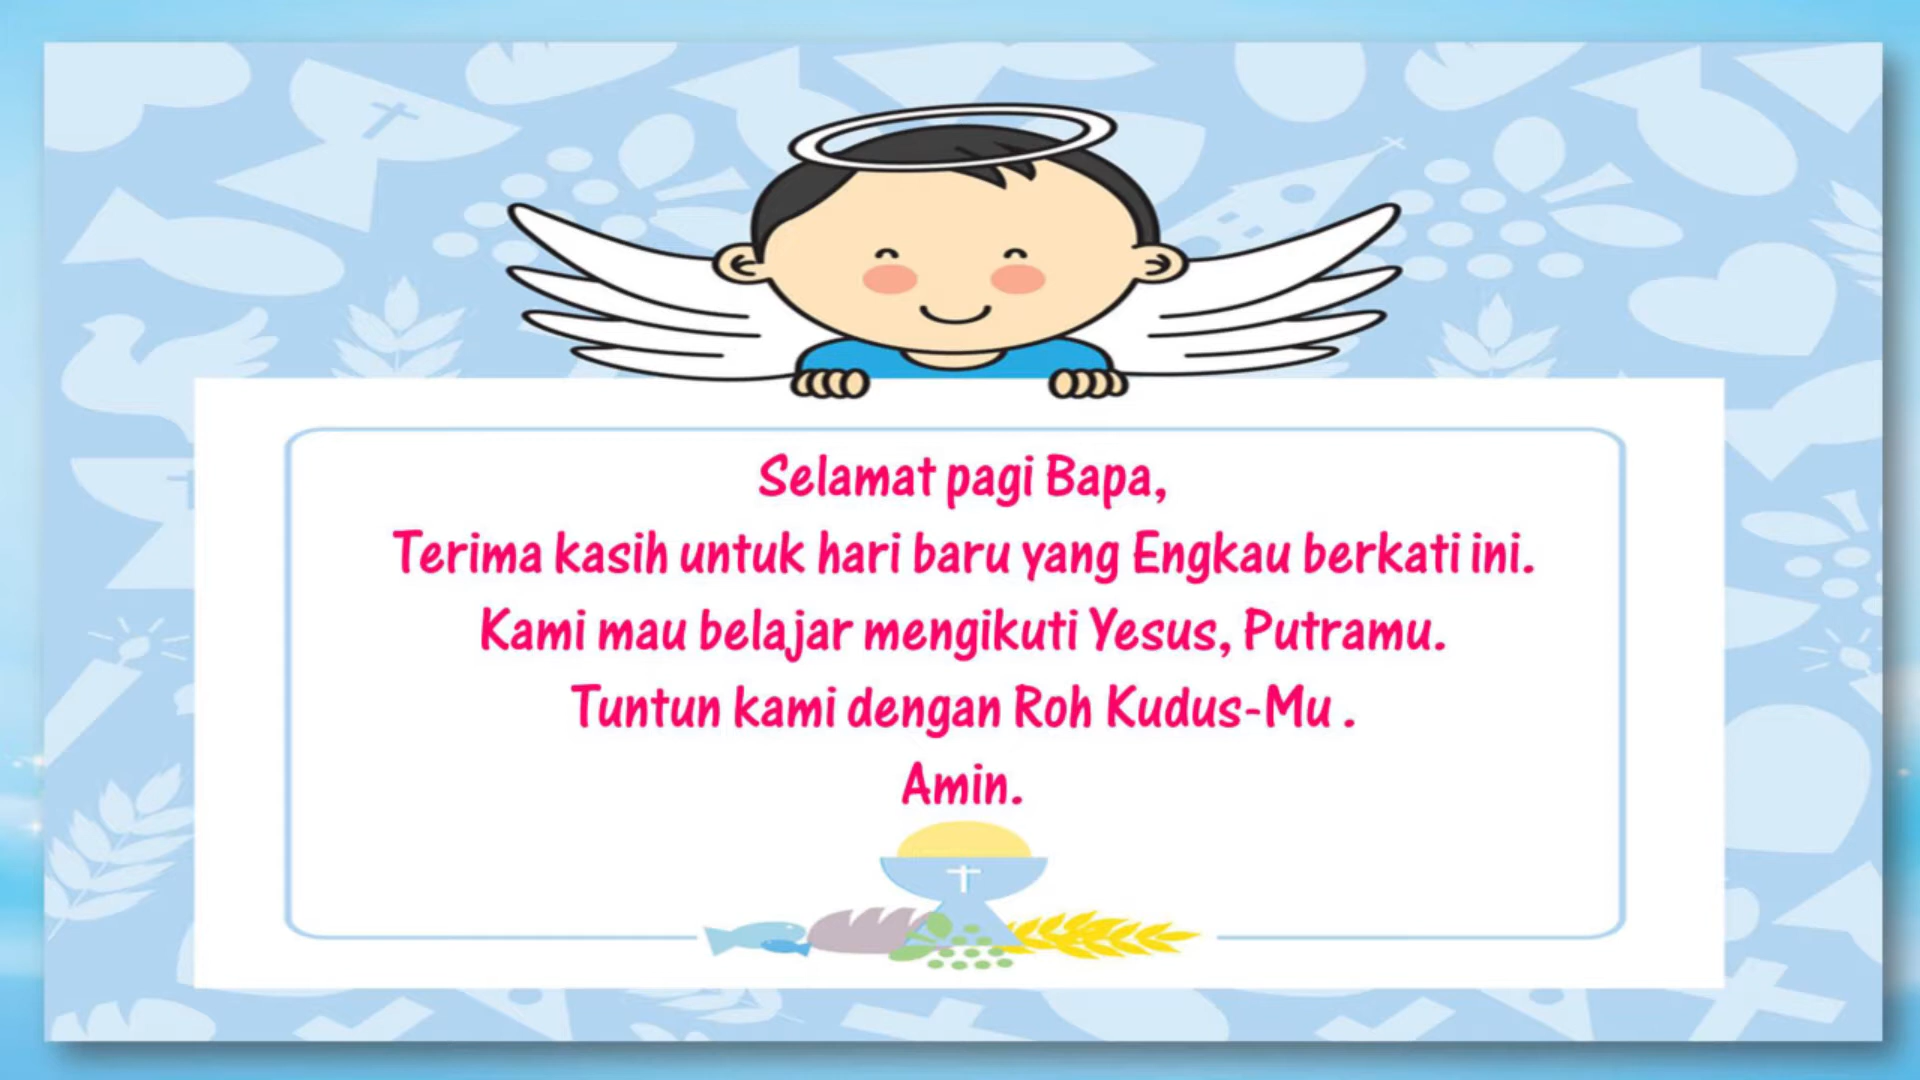 Selamat pagi Bapa,
Terima kasih untuk hari baru yang Engkau berkati ini.
Kami mau belajar mengikuti Yesus, Putramu.
Tuntun kami dengan Roh Kudus-Mu .
Amin.